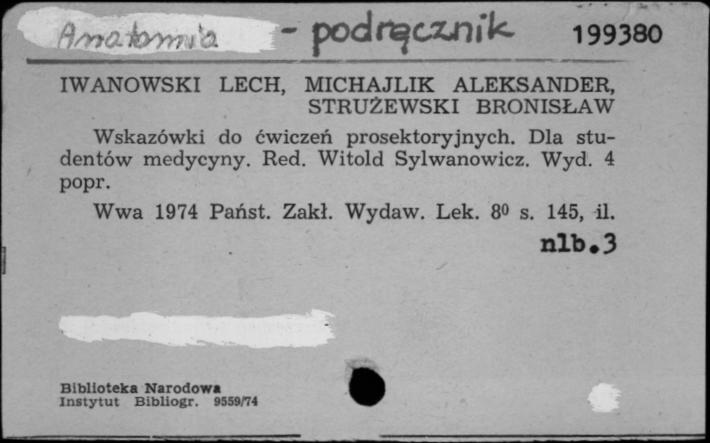 Anatomia - podręcznik 199380
IWANOWSKI LECH, MICHAJLIK ALEKSANDER,
STRUŻEWSKI BRONISŁAW
Wskazówki do ćwiczeń prosektoryjnych. Dla stu-
dentów medycyny. Red. Witold Sylwanowicz. Wyd. 4
popr.
Wwa 1974 Państ. Zakł. Wydaw. Lek. 8⁰ s. 145, il.
nlb.3
Biblioteka Narodowa
Instytut Bibliogr. 9559/74